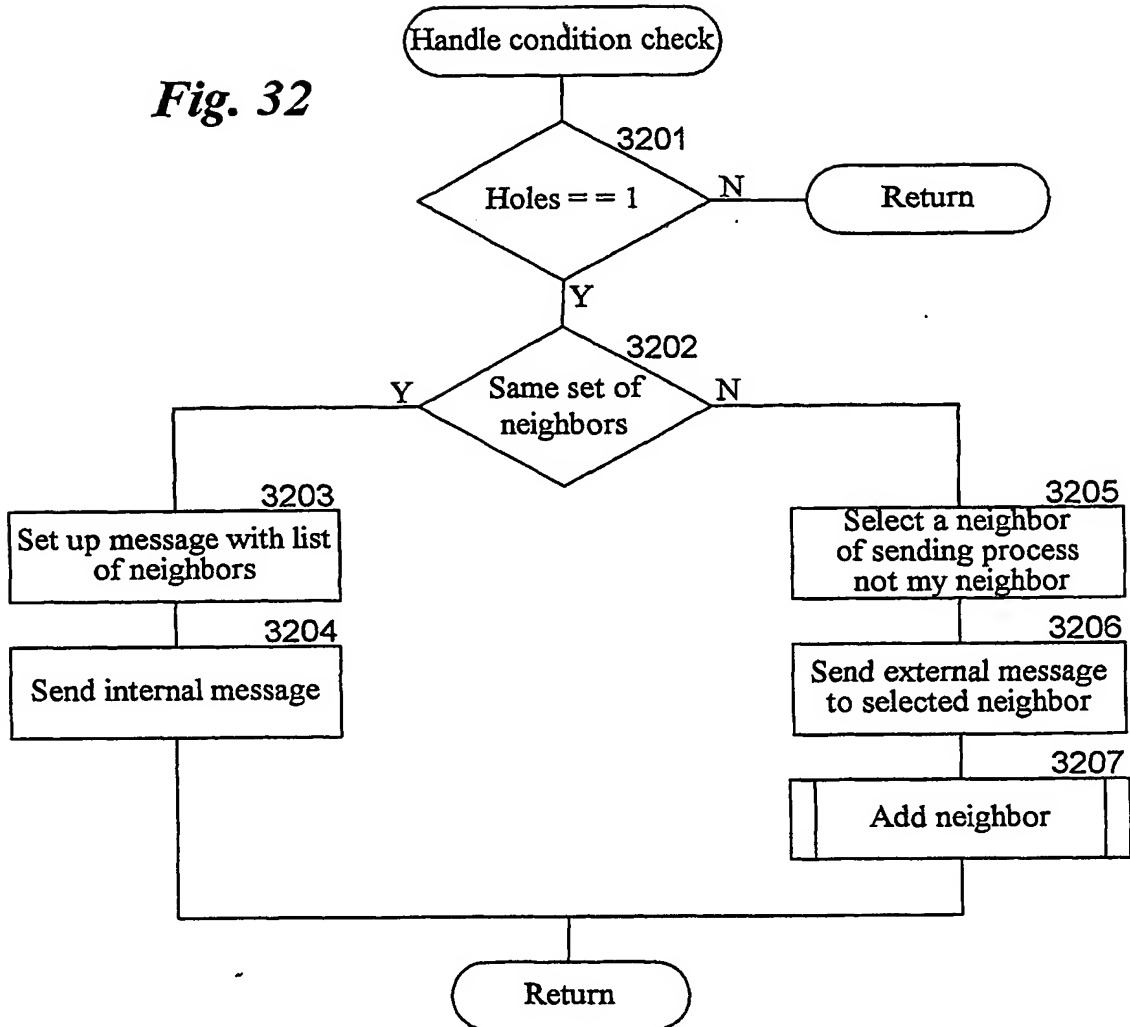 Handle condition check
Fig. 32
3201
Holes = = 1
N
Return
Y
3202
Same set of
neighbors
Y
N
3203
Set up message with list
of neighbors
3204
Send internal message
3205
Select a neighbor
of sending process
not my neighbor
3206
Send external message
to selected neighbor
3207
Add neighbor
Return